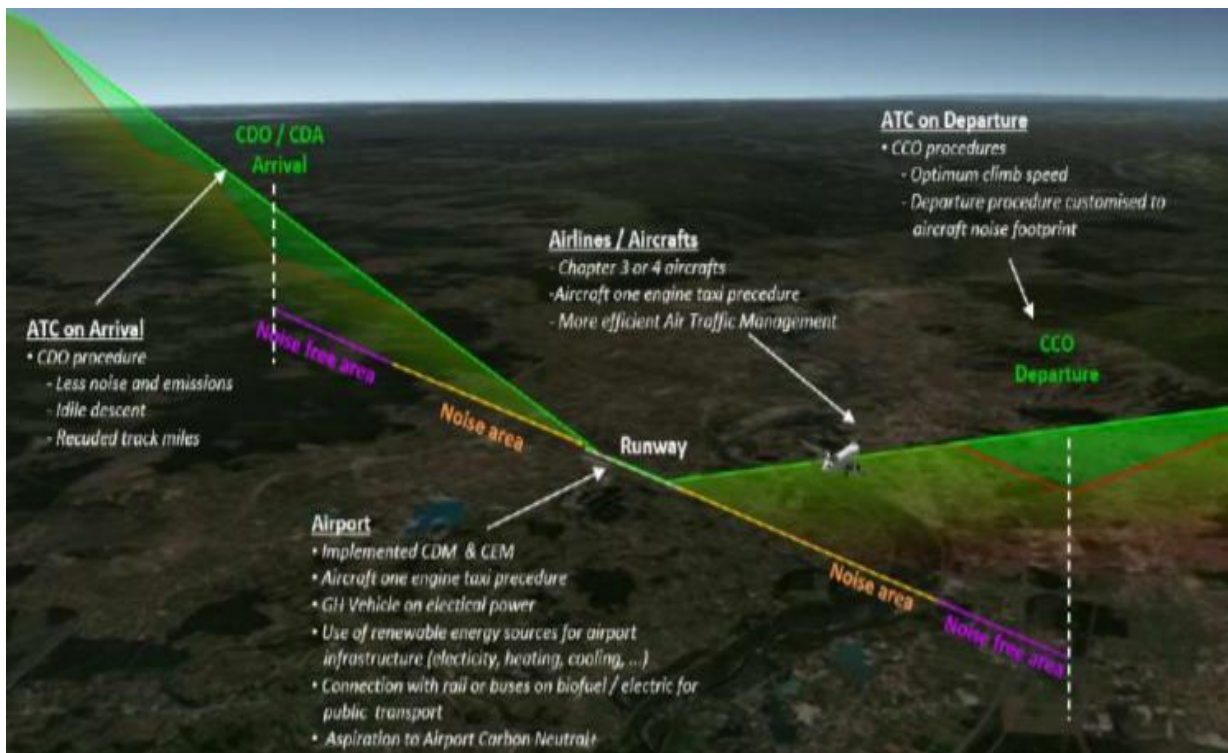 CDO / CDA
Arrival
ATC on Arrival
• CDO procedure
- Less noise and emissions
- Idile descent
- Recuded track miles
Noise free area
Noise area
Runway
Airlines / Aircrafts
- Chapter 3 or 4 aircrafts
-Aircraft one engine taxi precedure
- More efficient Air Traffic Management
ATC on Departure
• CCO procedures
- Optimum climb speed
- Departure procedure customised to
aircraft noise footprint
CCO
Departure
Noise area
Noise free area
Airport
• Implemented CDM & CEM
• Aircraft one engine taxi precedure
• GH Vehicle on electical power
• Use of renewable energy sources for airport
infrastructure (electicity, heating, cooling, ...)
• Connection with rail or buses on biofuel / electric for
public transport
• Aspiration to Airport Carbon Neutral+